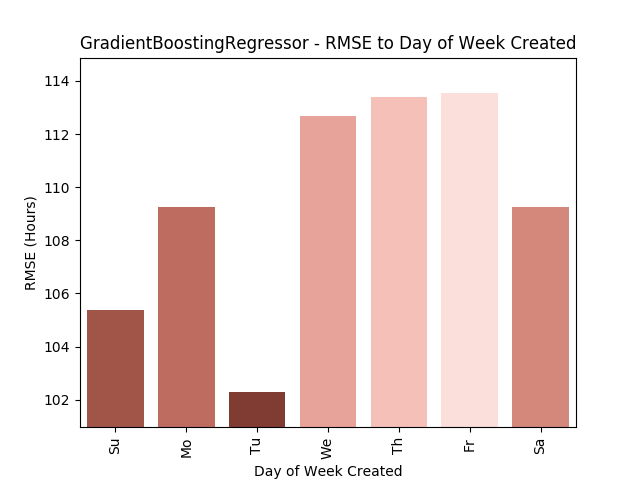 GradientBoostingRegressor - RMSE to Day of Week Created
RMSE (Hours)
114
112
110
108
106
104
102
Su
Mo
Tu
We
Th
Fr
Sa
Day of Week Created